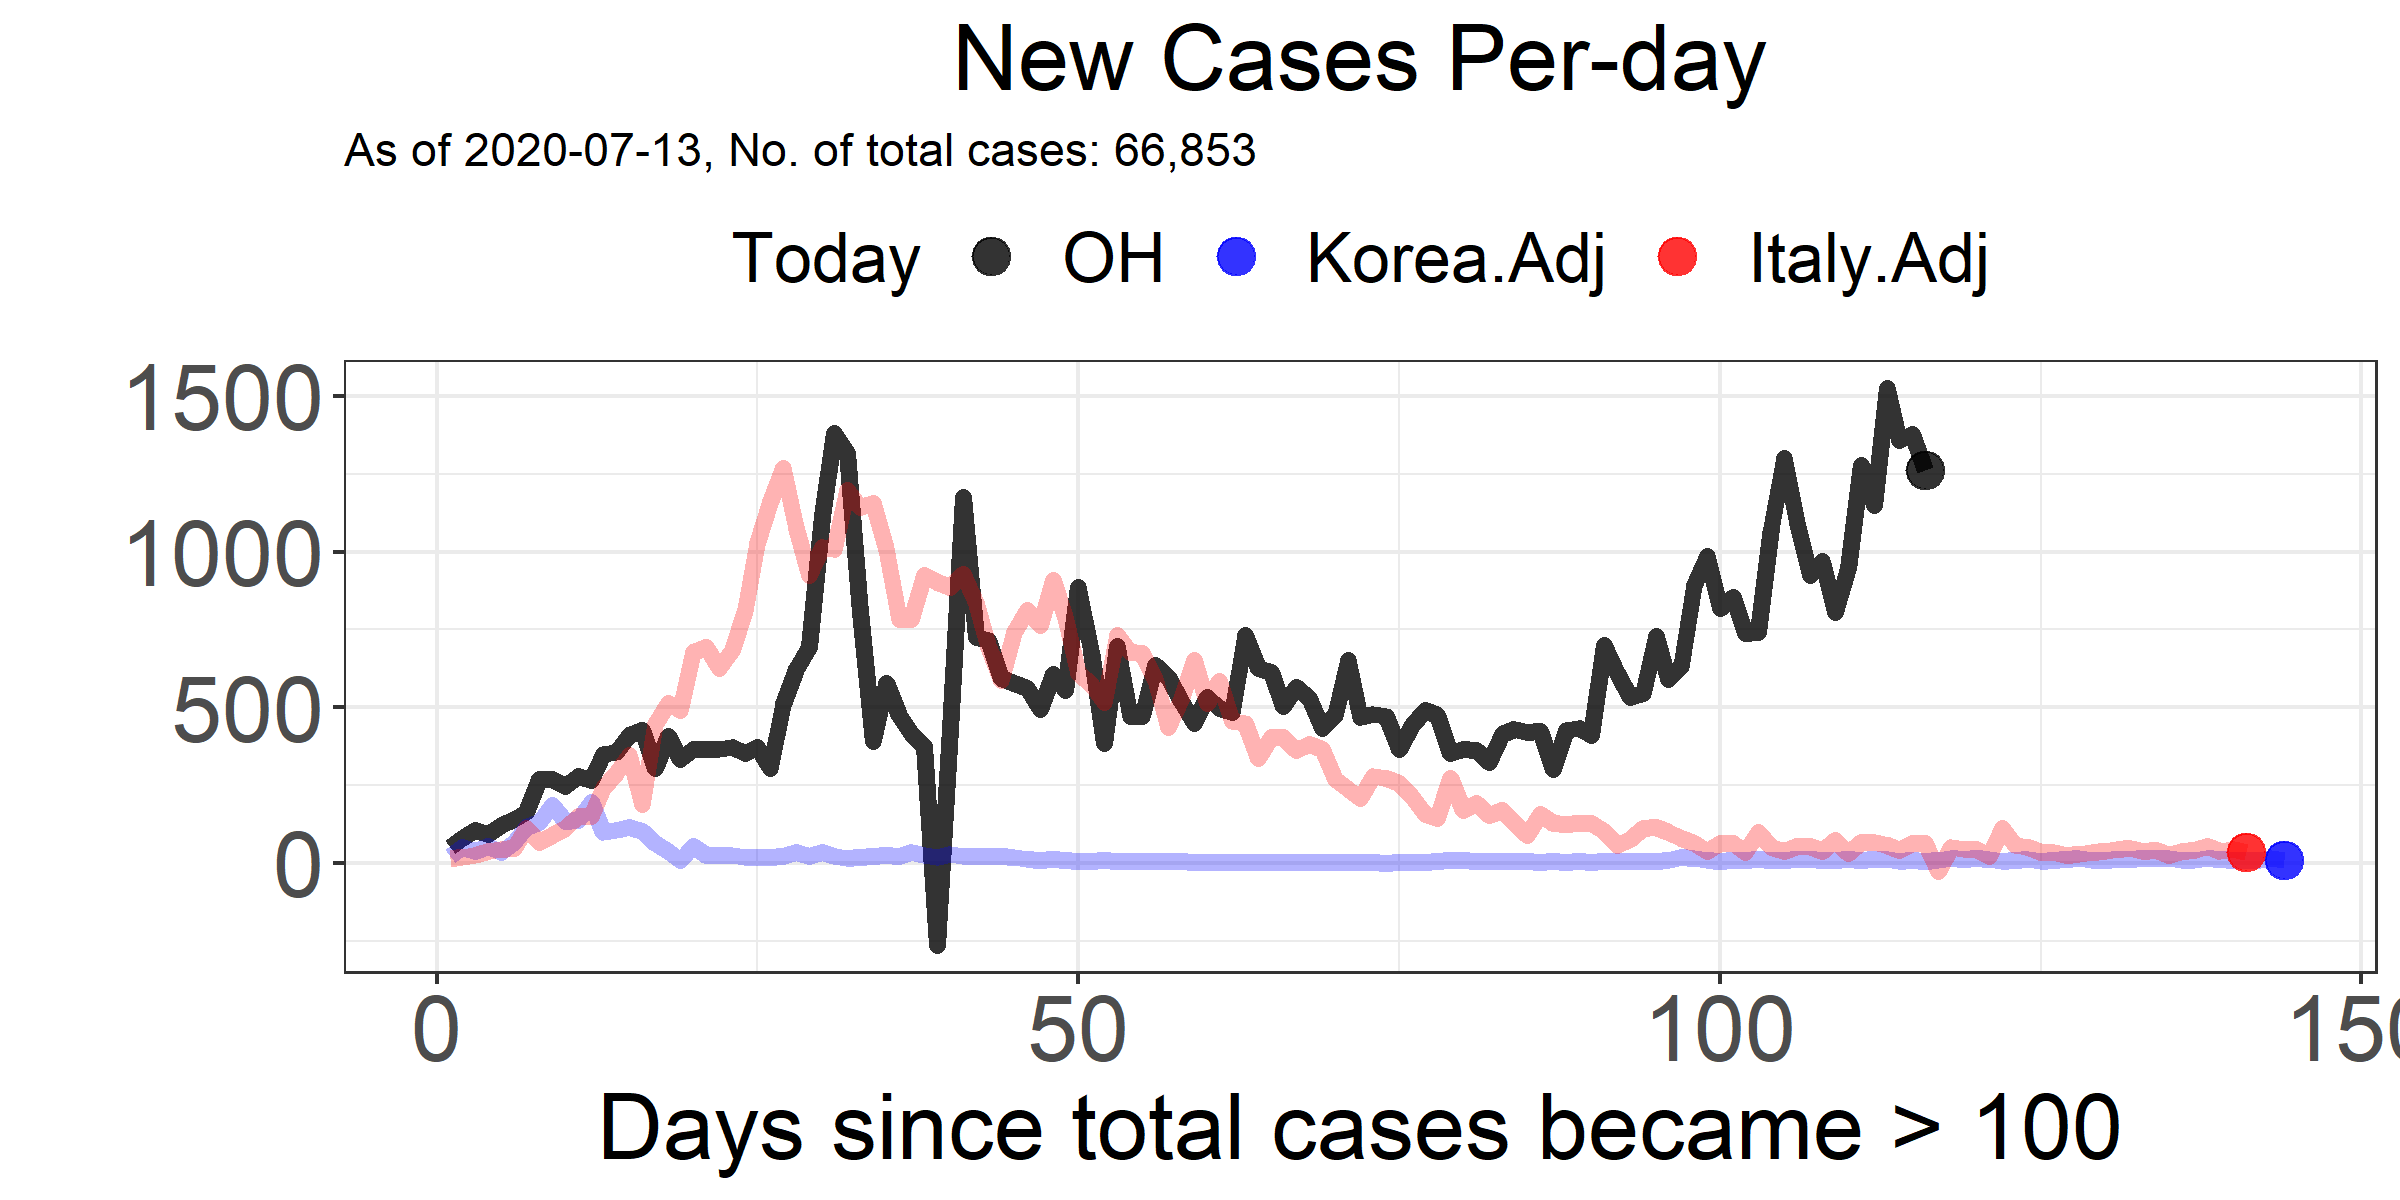 New Cases Per-day
As of 2020-07-13, No. of total cases: 66,853
Today OH Korea.Adj Italy.Adj
1500
1000
500
0
0 50 100 150
Days since total cases became > 100